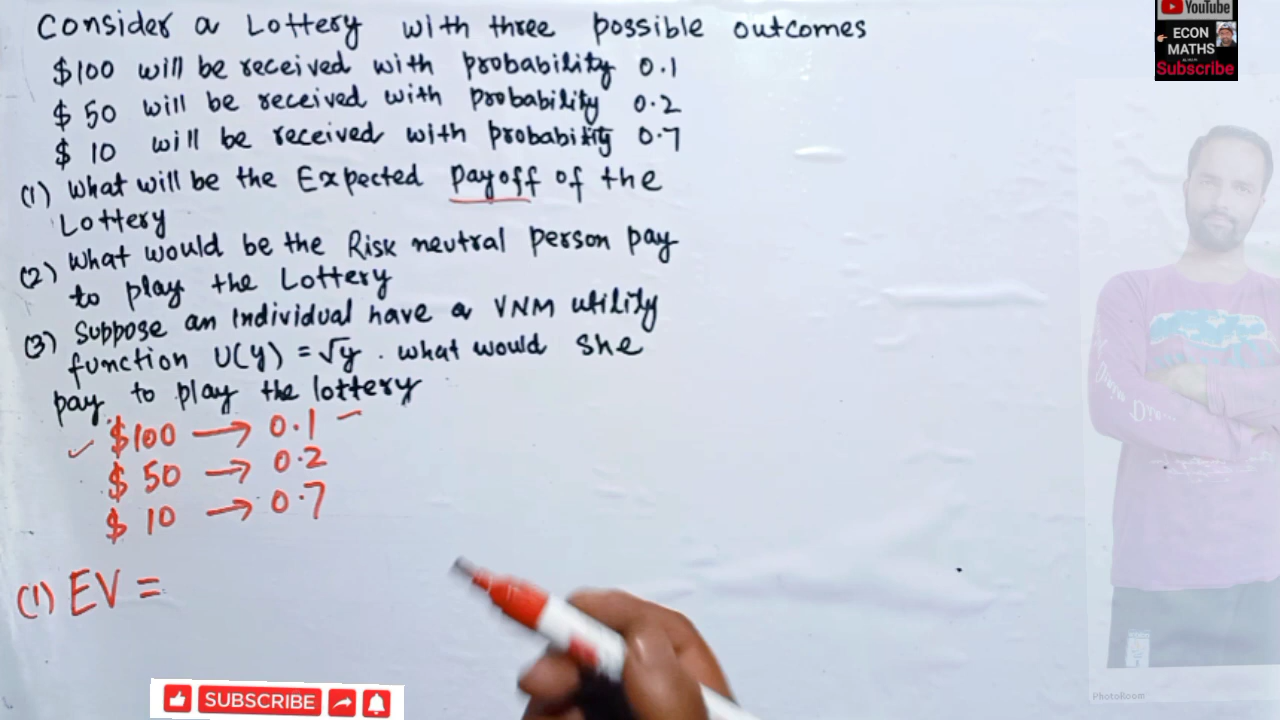 Consider a Lottery with three possible outcomes
$100 will be received with probability 0.1
$ 50 will be received with probability 0.2
$ 10 will be received with probability 0.7
(1) What will be the Expected Payoff of the
Lottery
(2) What would be the Risk neutral person pay
to play the Lottery
(3) Suppose an Individual have a VNM utility
function U(y) = √y . what would she
pay to play the lottery
$100 → 0.1
$ 50 → 0.2
$ 10 → 0.7
(1) EV =
YouTube
ECON
MATHS
Subscribe
SUBSCRIBE
PhotoRoom